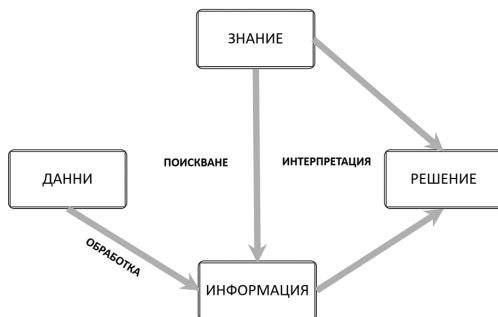 ЗНАНИЕ
ПОИСКВАНЕ
ИНТЕРПРЕТАЦИЯ
ДАННИ
РЕШЕНИЕ
ОБРАБОТКА
ИНФОРМАЦИЯ